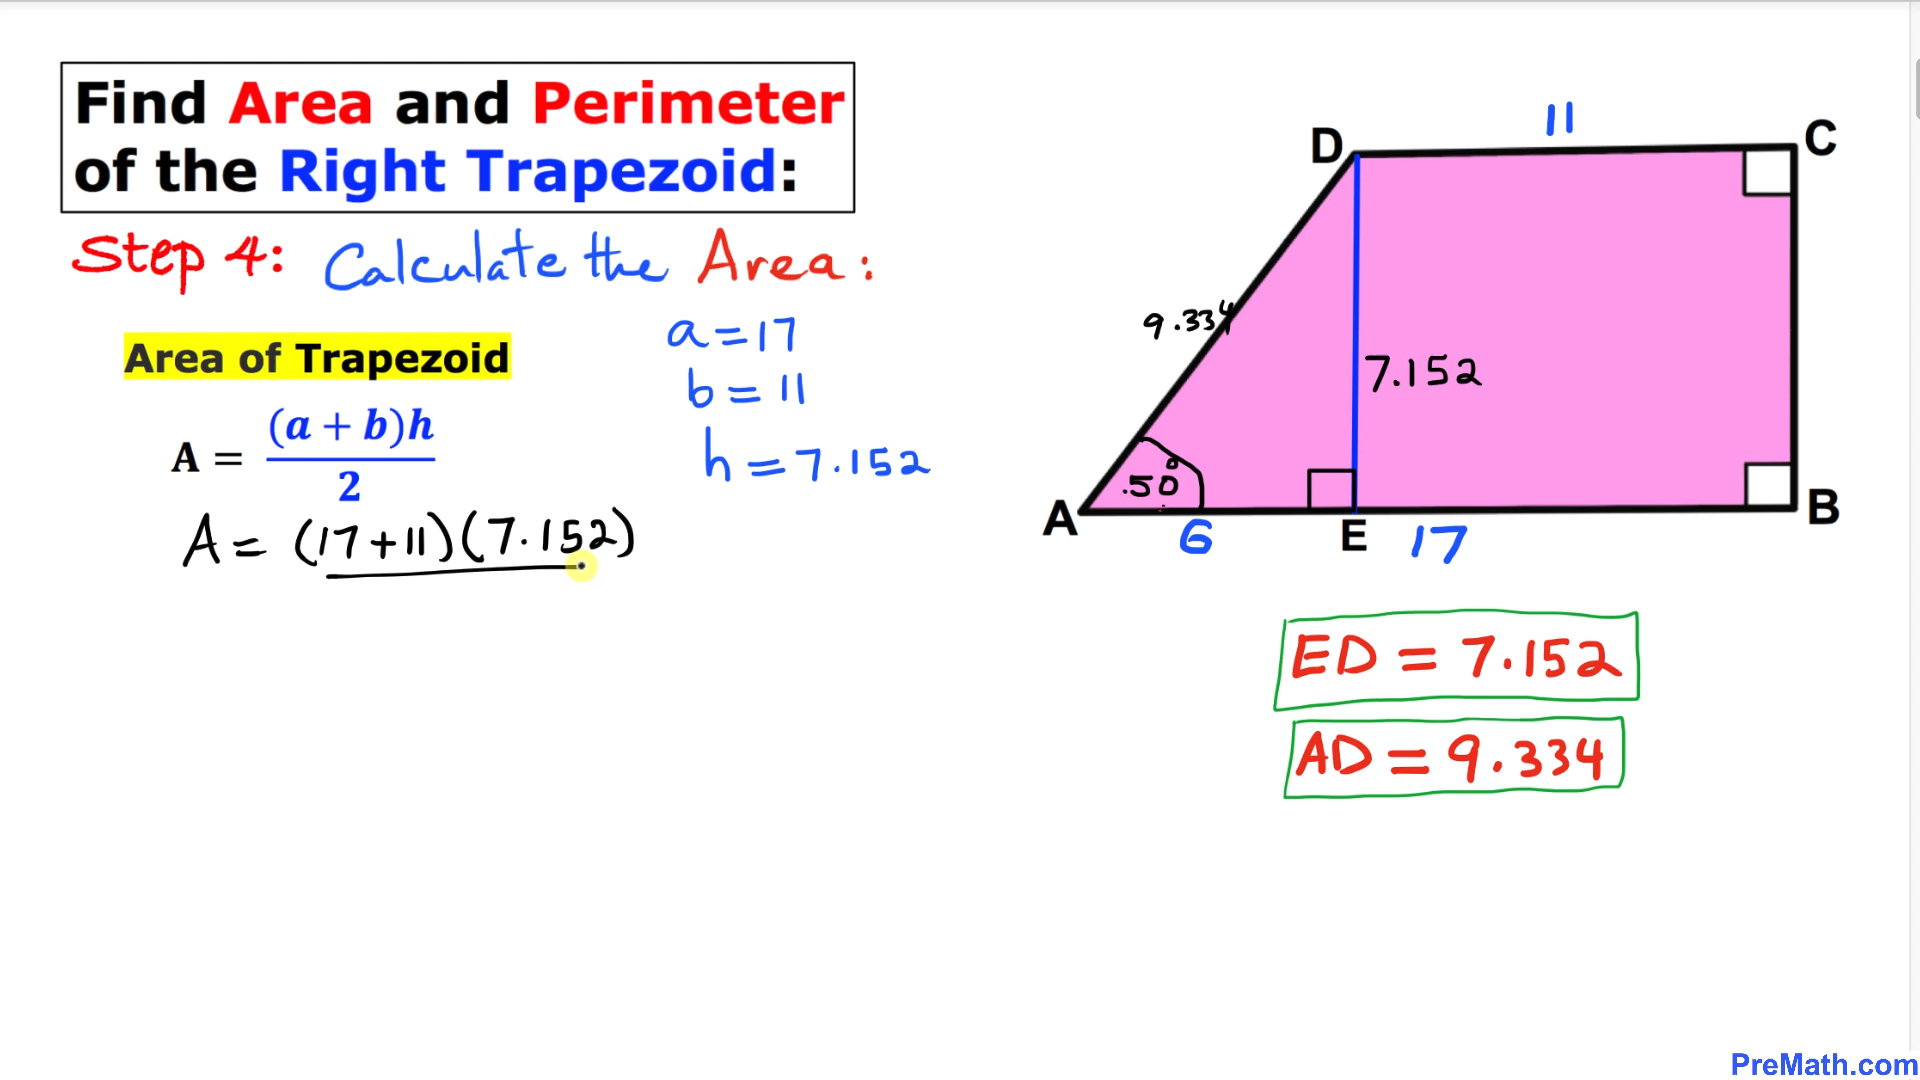 Find Area and Perimeter
of the Right Trapezoid:
Step 4: Calculate the Area:
Area of Trapezoid
A = (a + b)h
2
a = 17
b = 11
h = 7.152
A = (17 + 11)(7.152)
11
D
C
9.334
7.152
.50°
A
6
E
17
B
ED = 7.152
AD = 9.334
PreMath.com